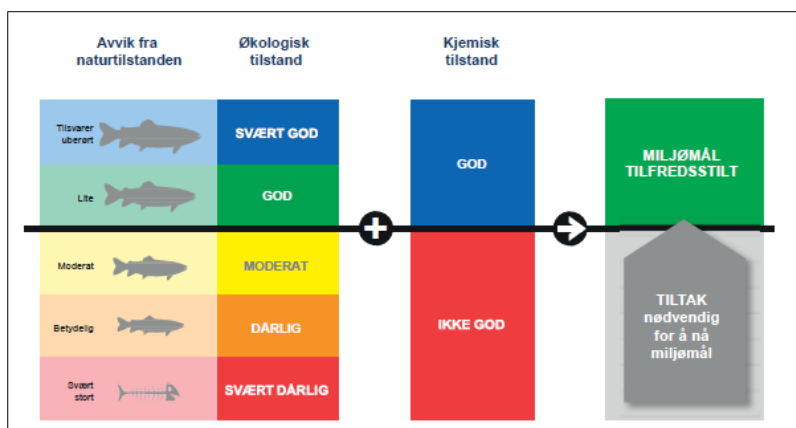 Avvik fra
naturtilstanden
Økologisk
tilstand
Kjemisk
tilstand
Tilsvarer
uberørt
SVÆRT GOD
Lite
GOD
Moderat
MODERAT
Betydelig
DÅRLIG
Svært
stort
SVÆRT DÅRLIG
GOD
IKKE GOD
MILJØMÅL
TILFREDSSTILT
TILTAK
nødvendig
for å nå
miljømål